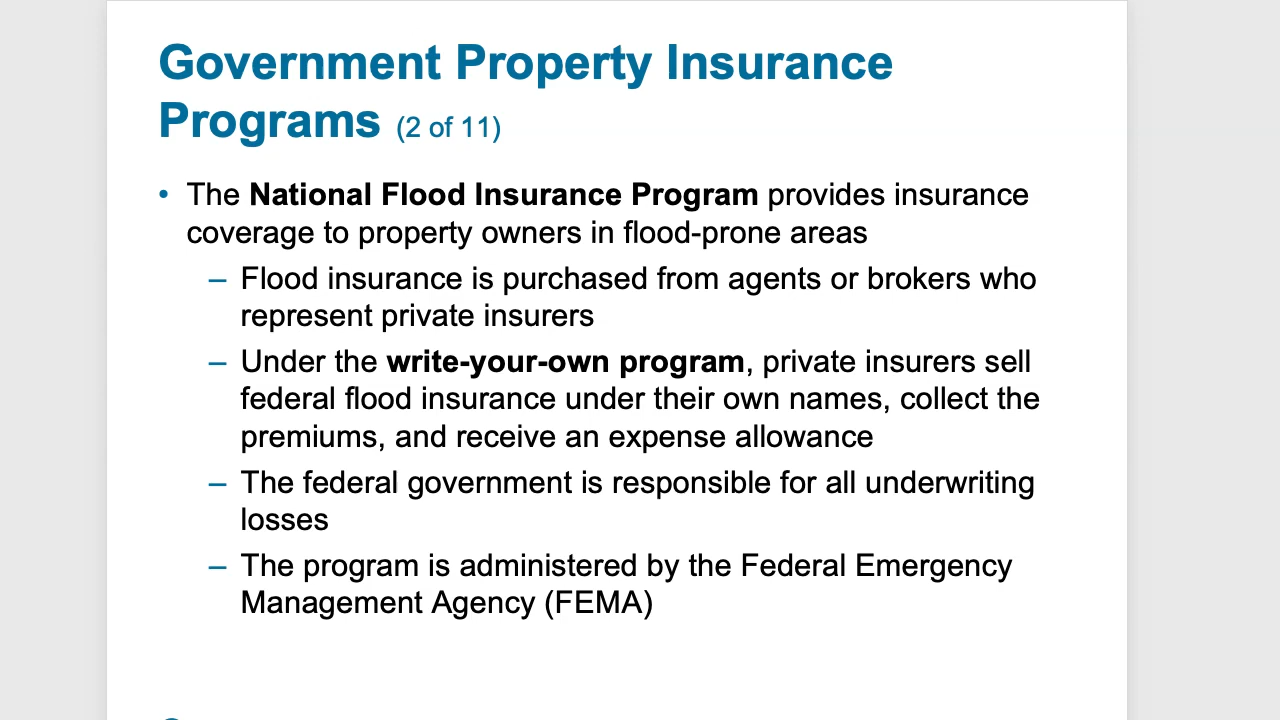 Government Property Insurance
Programs (2 of 11)
• The National Flood Insurance Program provides insurance
coverage to property owners in flood-prone areas
– Flood insurance is purchased from agents or brokers who
represent private insurers
– Under the write-your-own program, private insurers sell
federal flood insurance under their own names, collect the
premiums, and receive an expense allowance
– The federal government is responsible for all underwriting
losses
– The program is administered by the Federal Emergency
Management Agency (FEMA)